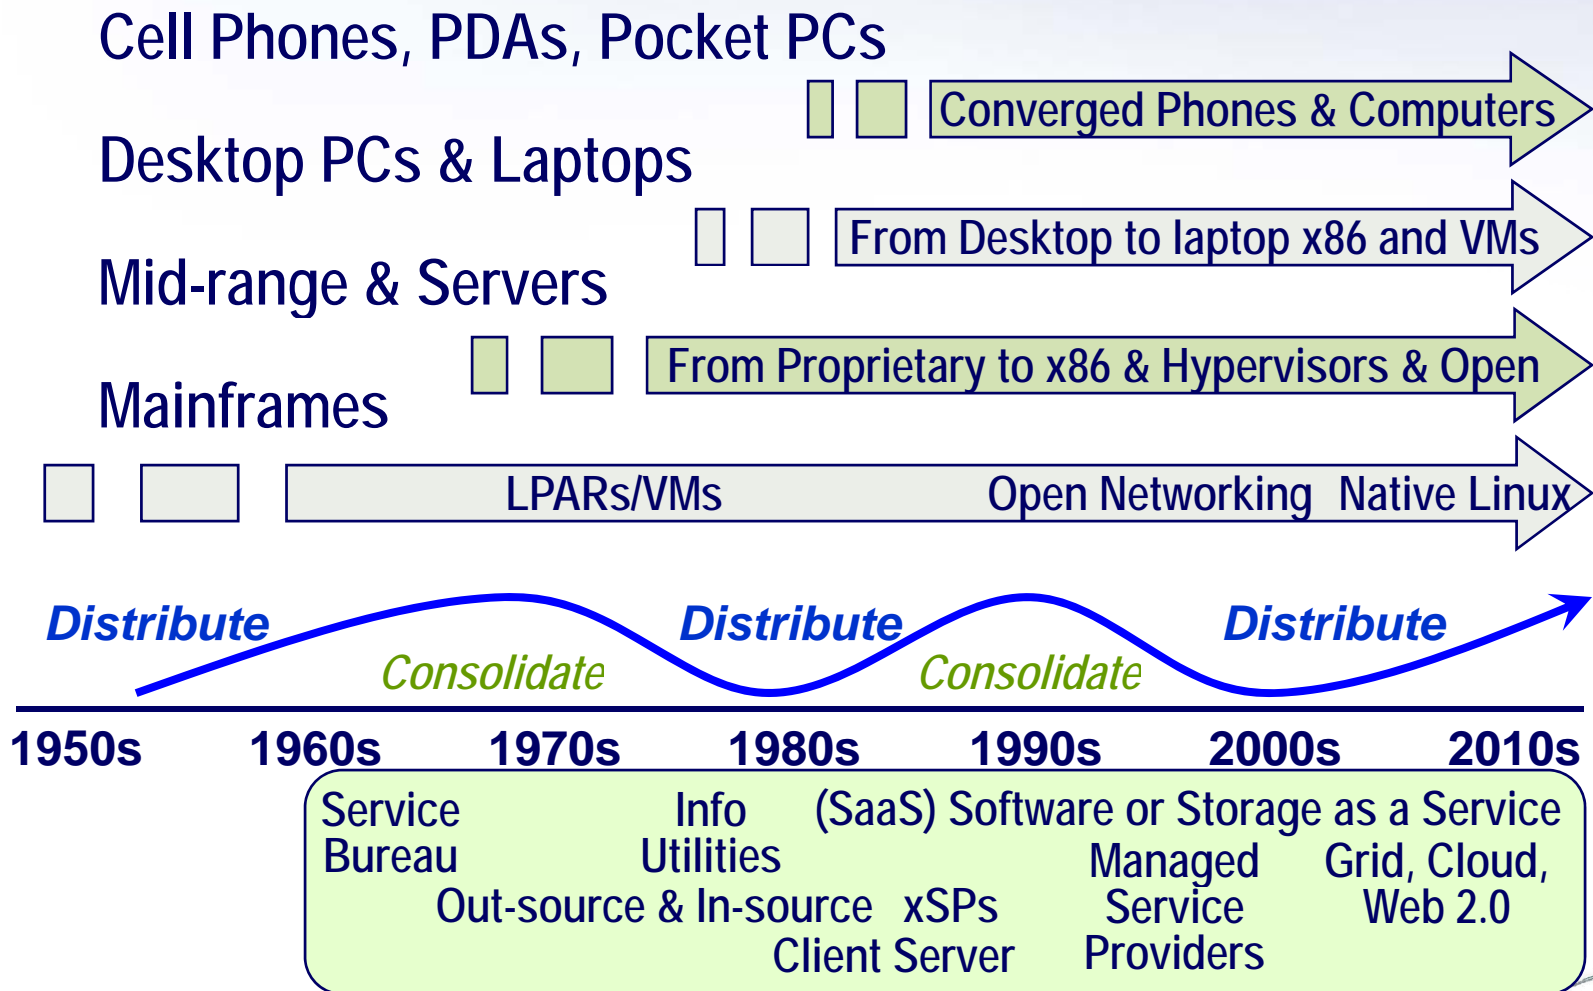 Cell Phones, PDAs, Pocket PCs
Converged Phones & Computers
Desktop PCs & Laptops
From Desktop to laptop x86 and VMs
Mid-range & Servers
From Proprietary to x86 & Hypervisors & Open
Mainframes
LPARs/VMs Open Networking Native Linux
Distribute Distribute Distribute
Consolidate Consolidate
1950s 1960s 1970s 1980s 1990s 2000s 2010s
Service Info (SaaS) Software or Storage as a Service
Bureau Utilities Managed Grid, Cloud,
Out-source & In-source xSPs Service Web 2.0
Client Server Providers